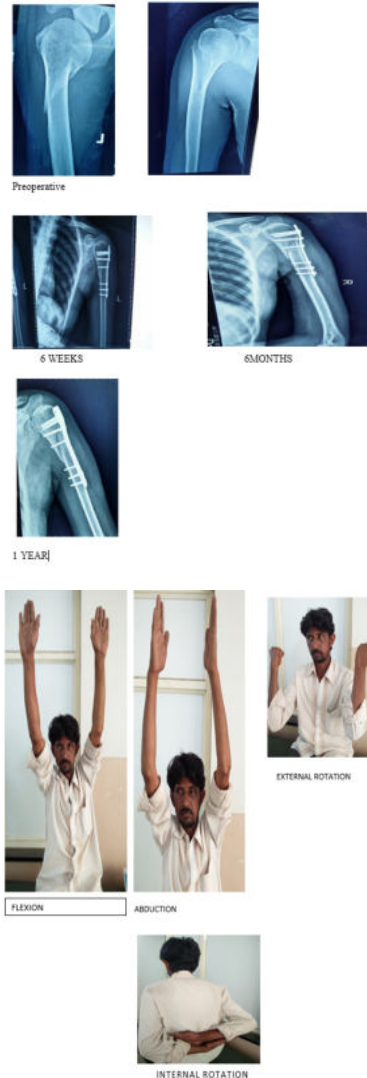 L
Preoperative
L
L
6 WEEKS
6MONTHS
1 YEAR|
EXTERNAL ROTATION
FLEXION
ABDUCTION
INTERNAL ROTATION